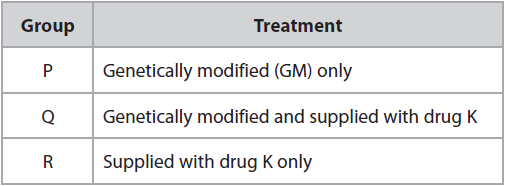 Group Treatment
P Genetically modified (GM) only
Q Genetically modified and supplied with drug K
R Supplied with drug K only